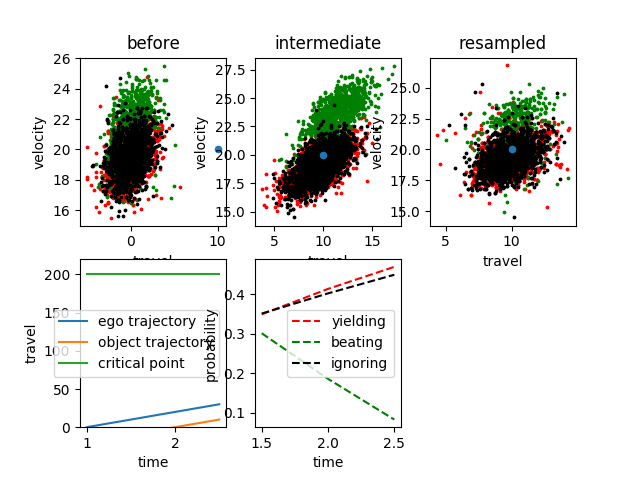 before
intermediate
resampled
26
24
22
20
18
16
velocity
0
10
travel
27.5
25.0
22.5
20.0
17.5
15.0
velocity
5
10
15
travel
25.0
22.5
20.0
17.5
15.0
velocity
5
10
travel
200
150
100
50
0
travel
ego trajectory
object trajectory
critical point
1
2
time
0.4
0.3
0.2
0.1
probability
yielding
beating
ignoring
1.5
2.0
2.5
time